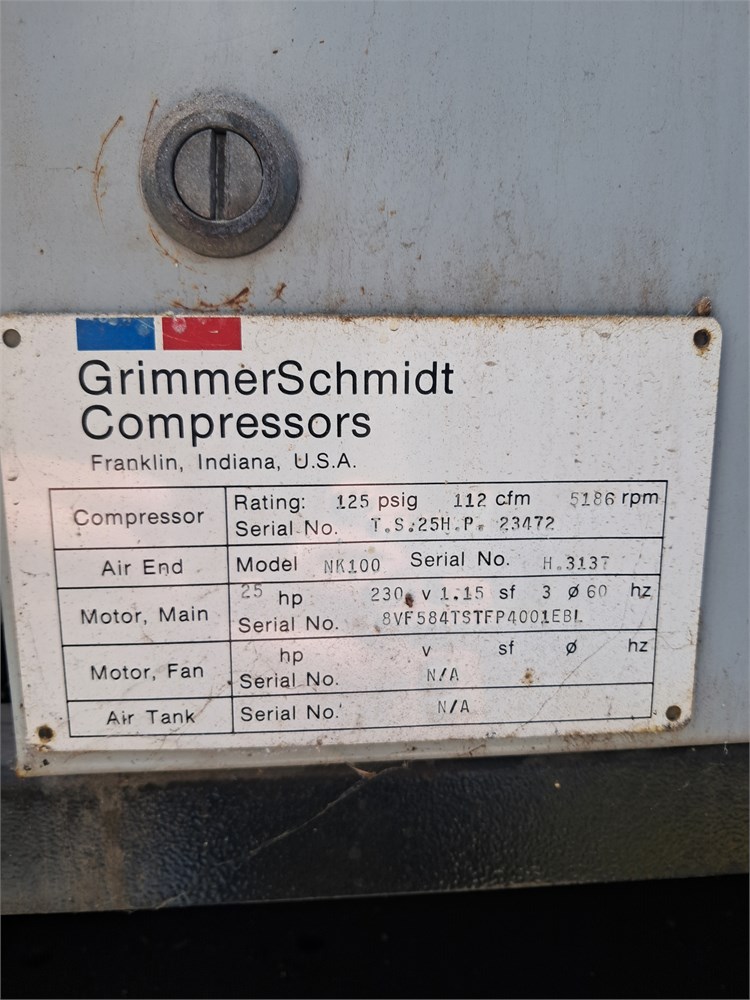 GrimmerSchmidt
Compressors
Franklin, Indiana, U.S.A.
Compressor
Rating: 125 psig 112 cfm 5186 rpm
Serial No. T.S.25H.P. 23472
Air End
Model NK100 Serial No. H.3137
Motor, Main
25 hp 230 v 1.15 sf 3 Ø 60 hz
Serial No. 8VF584TSTFP4001EBL
Motor, Fan
hp v sf Ø hz
Serial No. N/A
Air Tank
Serial No. N/A